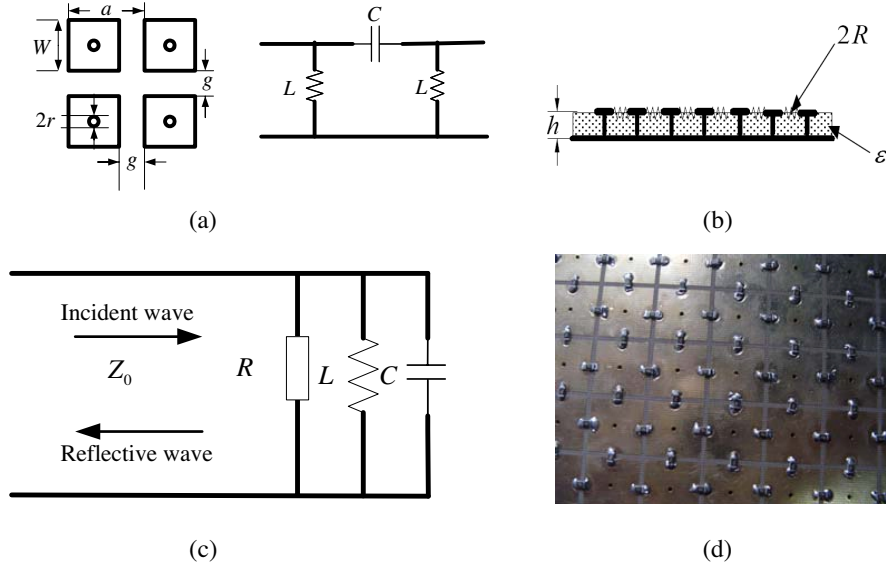 a
W
g
2r
g
C
L
L
(a)
2R
h
ε
(b)
Incident wave
Z0
R
L
C
Reflective wave
(c)
(d)